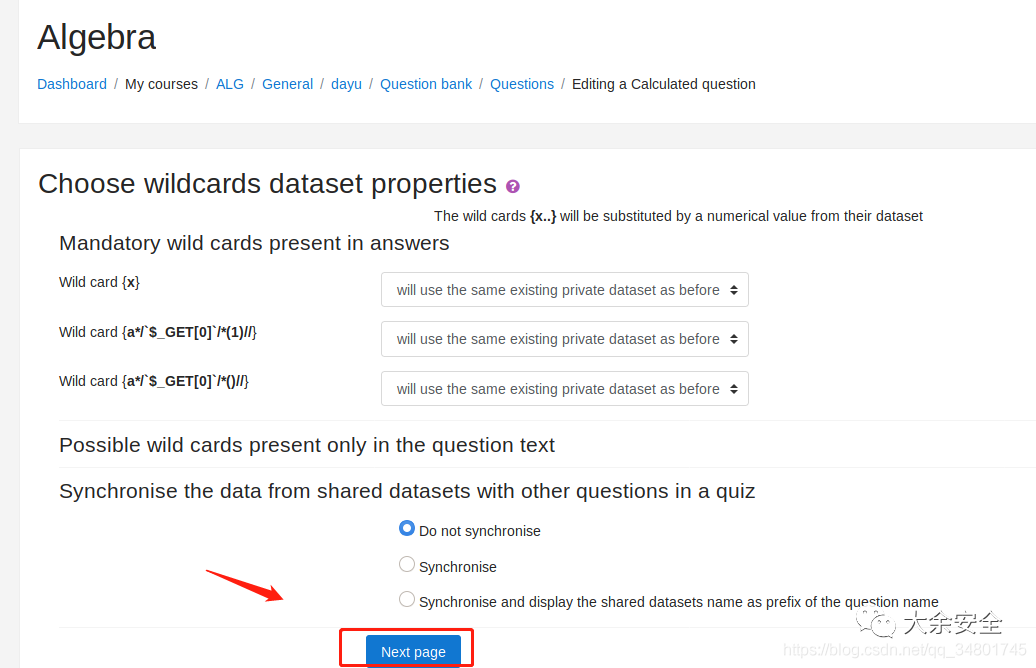 Algebra
Dashboard / My courses / ALG / General / dayu / Question bank / Questions / Editing a Calculated question
Choose wildcards dataset properties ?
The wild cards {x..} will be substituted by a numerical value from their dataset
Mandatory wild cards present in answers
Wild card {x} will use the same existing private dataset as before
Wild card {a*/`$_GET[0]`/*(1)//} will use the same existing private dataset as before
Wild card {a*/`$_GET[0]`/*()//} will use the same existing private dataset as before
Possible wild cards present only in the question text
Synchronise the data from shared datasets with other questions in a quiz
Do not synchronise
Synchronise
Synchronise and display the shared datasets name as prefix of the question name
大余安全
Next page
https://blog.csdn.net/qq_34801745